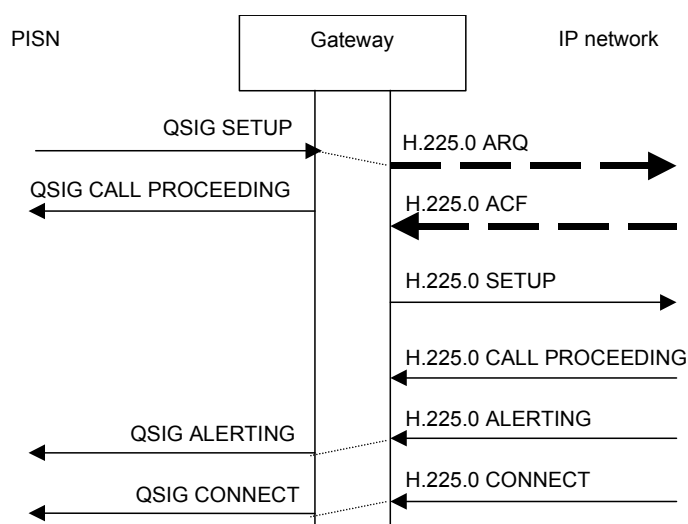 PISN
Gateway
IP network
QSIG SETUP
H.225.0 ARQ
QSIG CALL PROCEEDING
H.225.0 ACF
H.225.0 SETUP
H.225.0 CALL PROCEEDING
QSIG ALERTING
H.225.0 ALERTING
QSIG CONNECT
H.225.0 CONNECT